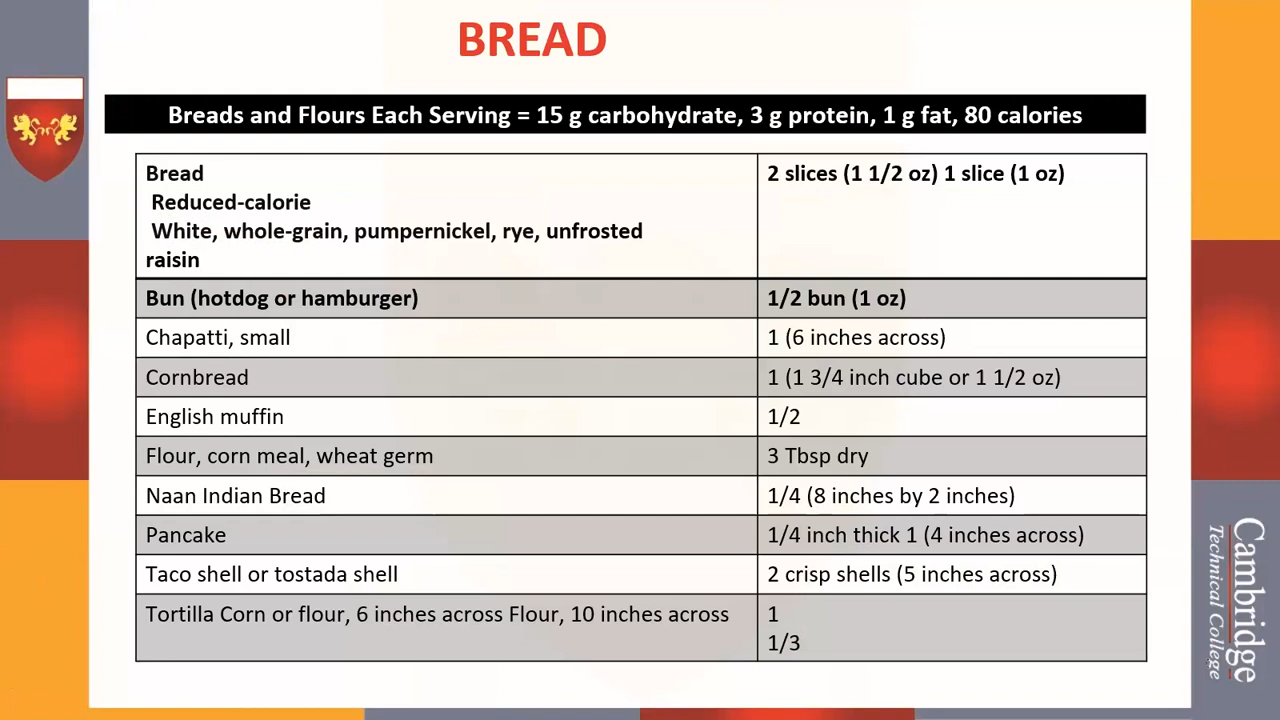 BREAD
Breads and Flours Each Serving = 15 g carbohydrate, 3 g protein, 1 g fat, 80 calories
Bread
Reduced-calorie
White, whole-grain, pumpernickel, rye, unfrosted
raisin
2 slices (1 1/2 oz) 1 slice (1 oz)
Bun (hotdog or hamburger)
1/2 bun (1 oz)
Chapatti, small
1 (6 inches across)
Cornbread
1 (1 3/4 inch cube or 1 1/2 oz)
English muffin
1/2
Flour, corn meal, wheat germ
3 Tbsp dry
Naan Indian Bread
1/4 (8 inches by 2 inches)
Pancake
1/4 inch thick 1 (4 inches across)
Taco shell or tostada shell
2 crisp shells (5 inches across)
Tortilla Corn or flour, 6 inches across Flour, 10 inches across
1
1/3
Cambridge
Technical College